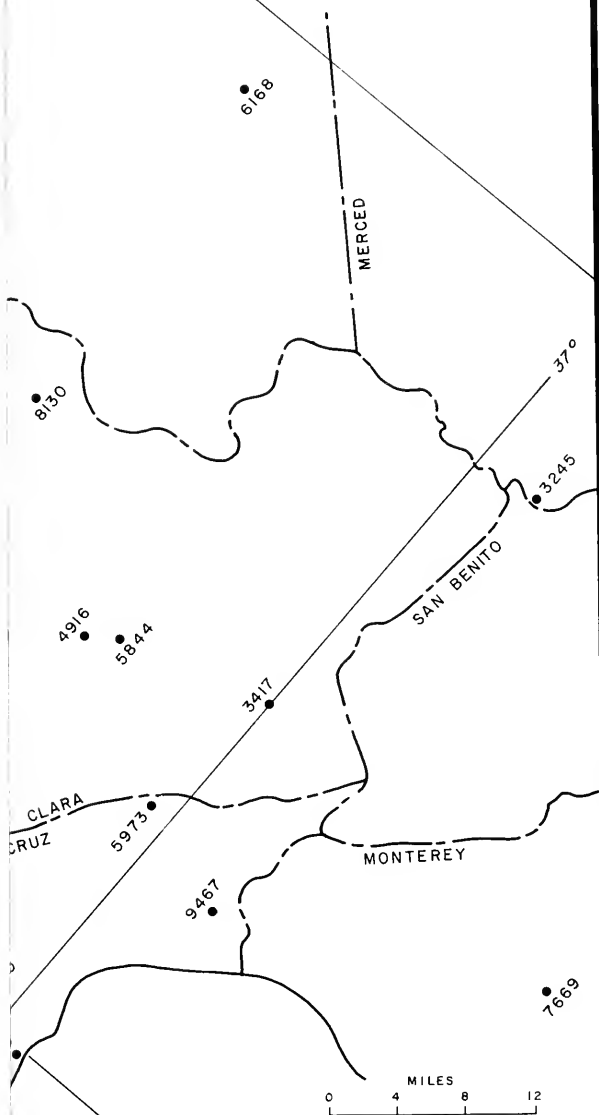 6168
MERCED
37°
8130
3245
SAN BENITO
4916
5844
3417
CLARA
CRUZ
5973
MONTEREY
9467
7669
MILES
0 4 8 12